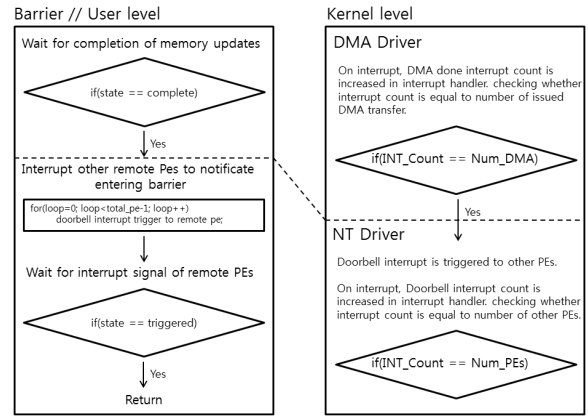 Barrier // User level
Wait for completion of memory updates
if(state == complete)
Yes
Interrupt other remote Pes to notificate
entering barrier
for(loop=0; loop<total_pe-1; loop++)
doorbell interrupt trigger to remote pe;
Wait for interrupt signal of remote PEs
if(state == triggered)
Yes
Return
Kernel level
DMA Driver
On interrupt, DMA done interrupt count is
increased in interrupt handler. checking whether
interrupt count is equal to number of issued
DMA transfer.
if(INT_Count == Num_DMA)
Yes
NT Driver
Doorbell interrupt is triggered to other PEs.
On interrupt, Doorbell interrupt count is
increased in interrupt handler. checking whether
interrupt count is equal to number of other PEs.
if(INT_Count == Num_PEs)